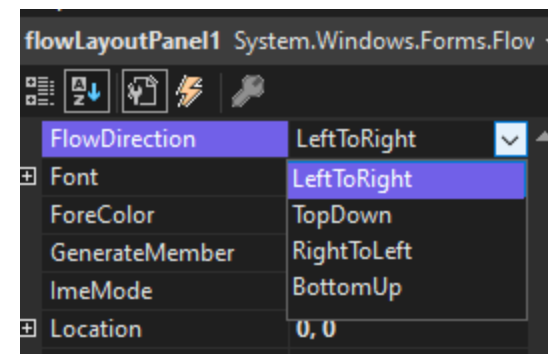 flowLayoutPanel1 System.Windows.Forms.Flov
FlowDirection LeftToRight
Font LeftToRight
ForeColor TopDown
GenerateMember RightToLeft
ImeMode BottomUp
Location 0, 0